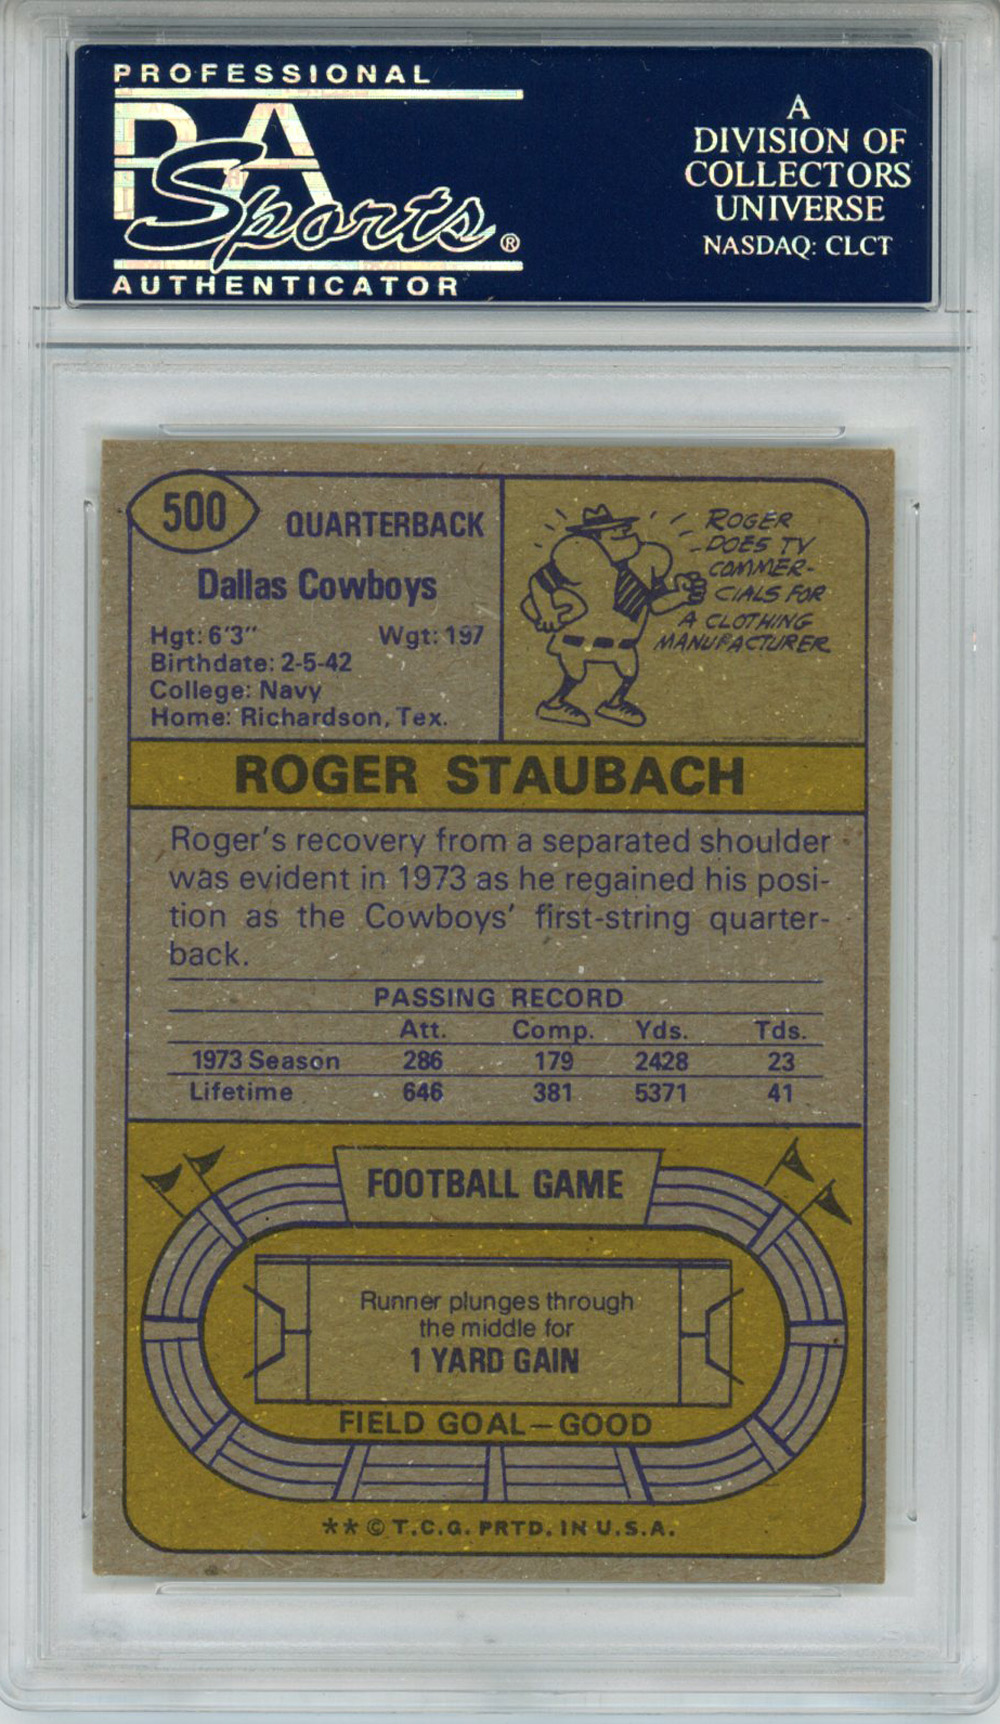 PROFESSIONAL
PSA
Sports®
AUTHENTICATOR
A
DIVISION OF
COLLECTORS
UNIVERSE
NASDAQ: CLCT
500
QUARTERBACK
Dallas Cowboys
Hgt: 6'3" Wgt: 197
Birthdate: 2-5-42
College: Navy
Home: Richardson, Tex.
ROGER
DOES TV
COMMER-
CIALS FOR
A CLOTHING
MANUFACTURER
ROGER STAUBACH
Roger's recovery from a separated shoulder
was evident in 1973 as he regained his posi-
tion as the Cowboys' first-string quarter-
back.
PASSING RECORD
Att. Comp. Yds. Tds.
1973 Season 286 179 2428 23
Lifetime 646 381 5371 41
FOOTBALL GAME
Runner plunges through
the middle for
1 YARD GAIN
FIELD GOAL—GOOD
** © T.C.G. PRTD. IN U.S.A.